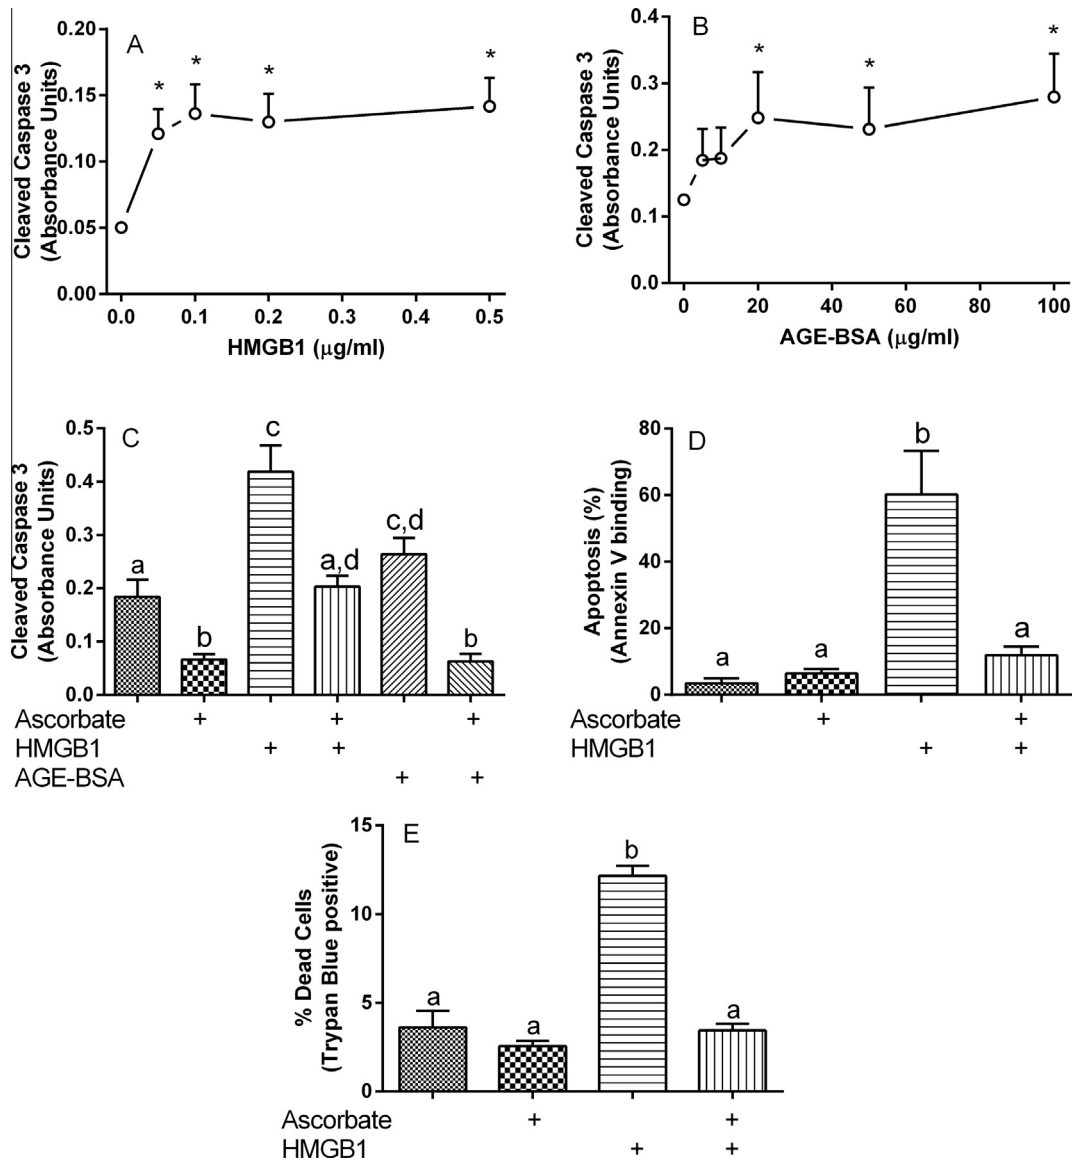 A
Cleaved Caspase 3
(Absorbance Units)
0.20
0.15
0.10
0.05
0.00
* * * *
0.0 0.1 0.2 0.3 0.4 0.5
HMGB1 (μg/ml)
B
Cleaved Caspase 3
(Absorbance Units)
0.4
0.3
0.2
0.1
0.0
* * *
0 20 40 60 80 100
AGE-BSA (μg/ml)
C
Cleaved Caspase 3
(Absorbance Units)
0.5
0.4
0.3
0.2
0.1
0.0
a b c a,d c,d b
Ascorbate + + +
HMGB1 + +
AGE-BSA + +
D
Apoptosis (%)
(Annexin V binding)
80
60
40
20
0
a a b a
Ascorbate + +
HMGB1 + +
E
% Dead Cells
(Trypan Blue positive)
15
10
5
0
a a b a
Ascorbate + +
HMGB1 + +